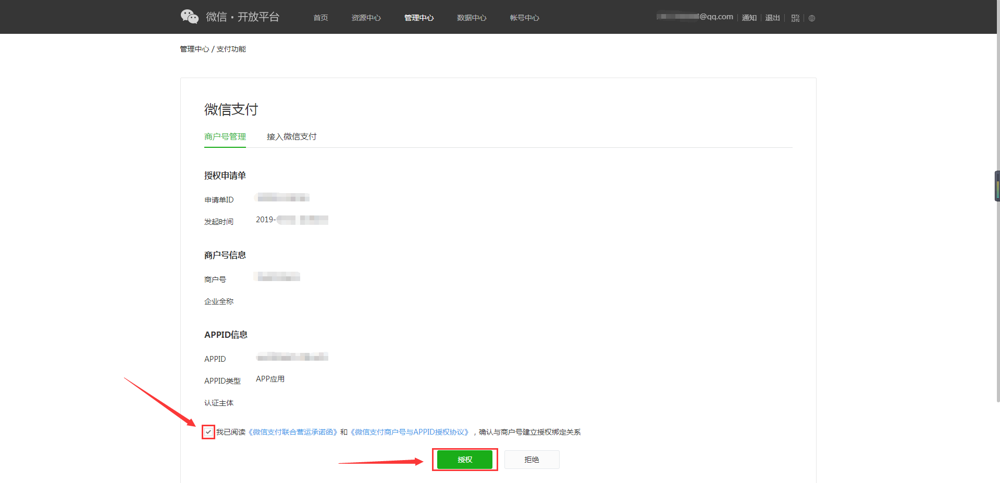 微信·开放平台 首页 资源中心 管理中心 数据中心 帐号中心 @qq.com 通知 退出
管理中心 / 支付功能
微信支付
商户号管理 接入微信支付
授权申请单
申请单ID
发起时间 2019-
商户号信息
商户号
企业全称
APPID信息
APPID
APPID类型 APP应用
认证主体
我已阅读《微信支付联合营运承诺函》和《微信支付商户号与APPID授权协议》，确认与商户号建立授权绑定关系
授权 拒绝